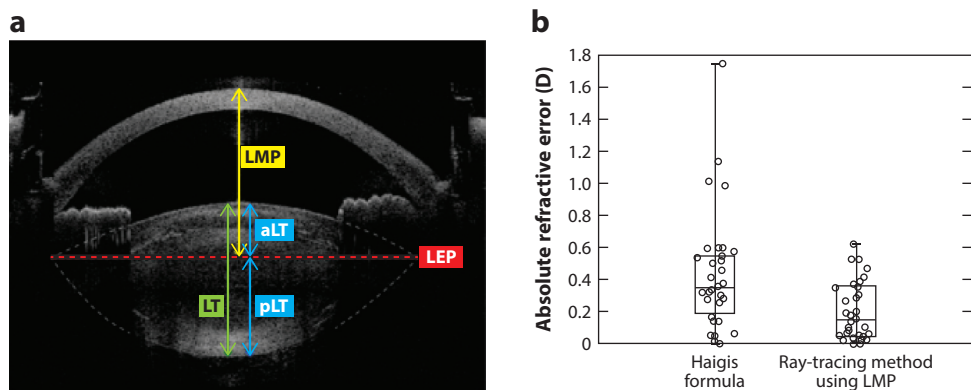 a
LMP
aLT
LEP
LT
pLT
b
Absolute refractive error (D)
1.8
1.6
1.4
1.2
1.0
0.8
0.6
0.4
0.2
0
Haigis
formula
Ray-tracing method
using LMP